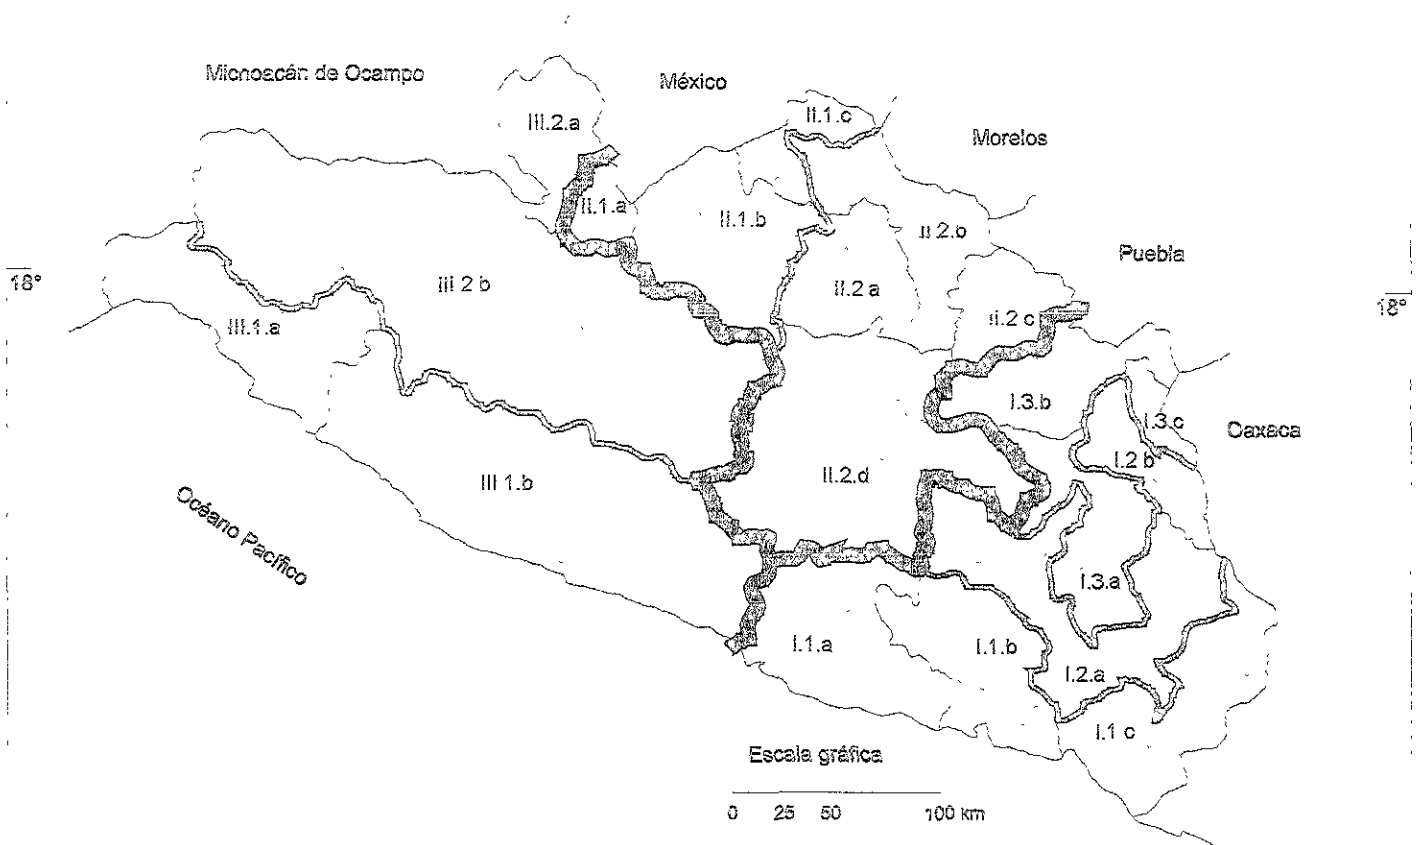 Micnoacán de Ocampo
México
II.1.c
Morelos
III.2.a
II.1.a
II.1.b
II.2.b
Puebla
18°
III 2 b
II.2 a
18°
III.1.a
II.2 c
I.3.b
I.3.c
Oaxaca
I.2 b
III 1.b
II.2.d
Océano Pacífico
I.3.a
I.1.a
I.1.b
I.2.a
I.1 c
Escala gráfica
0 25 50 100 km